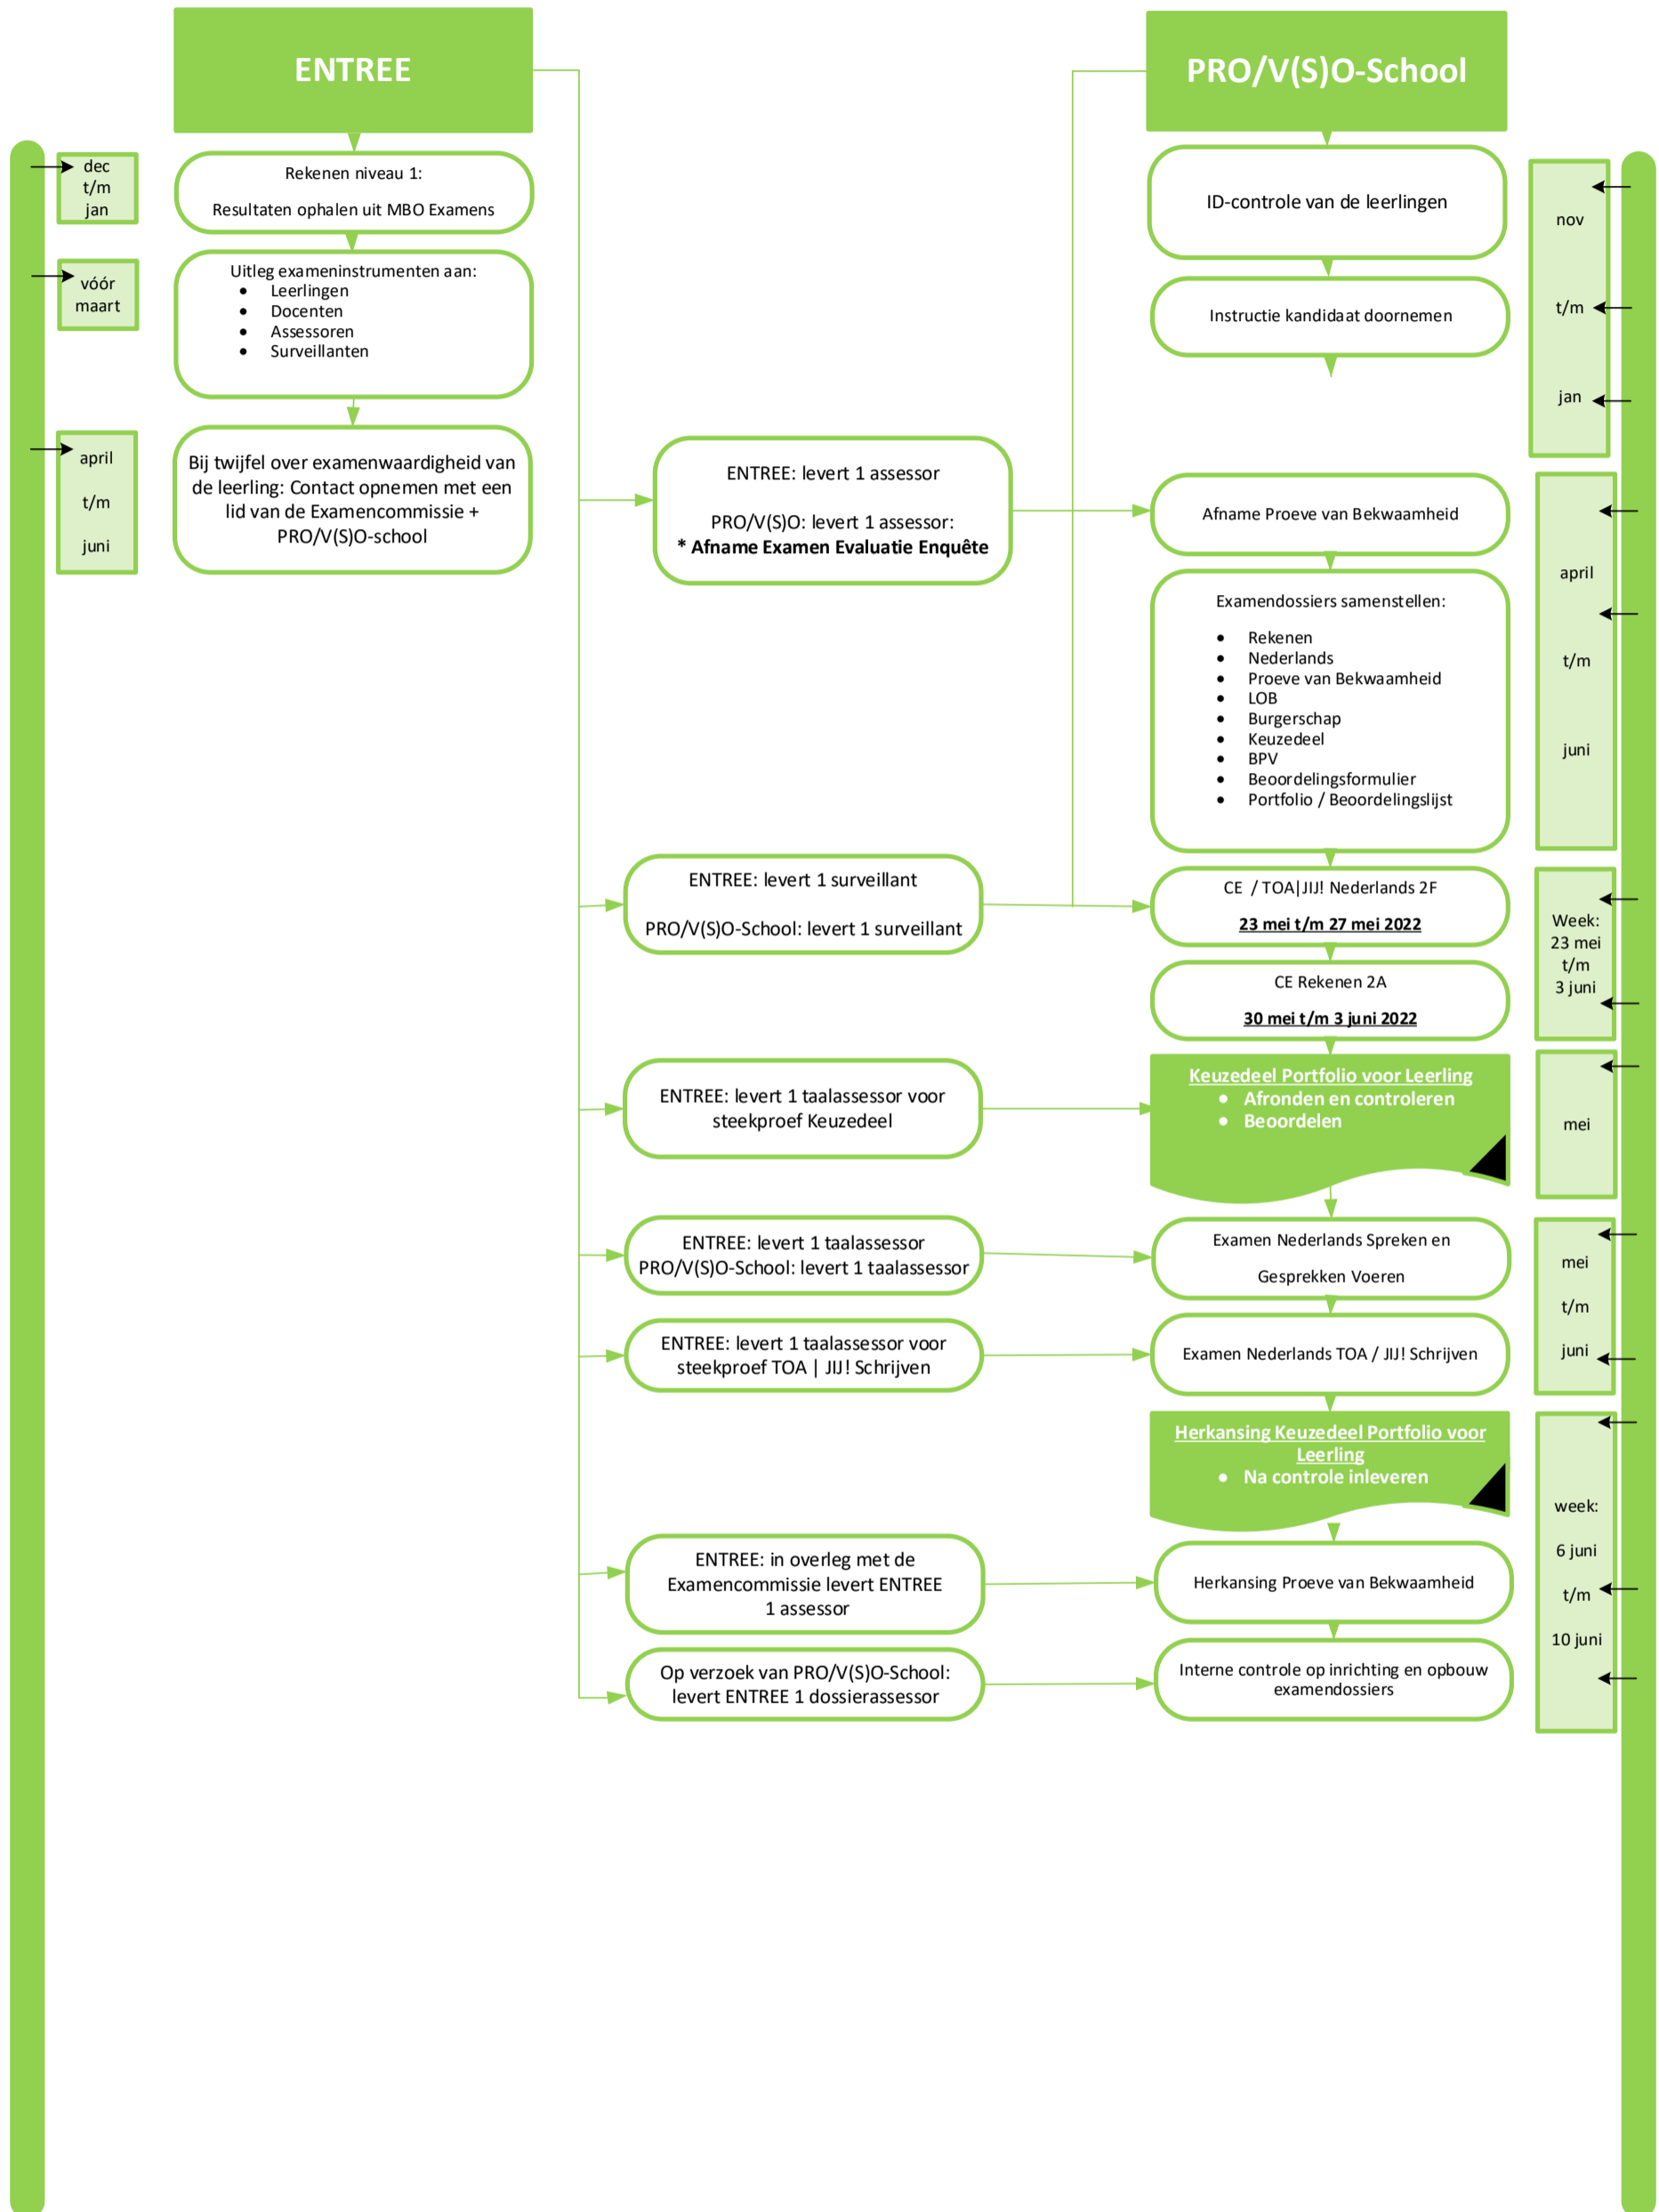 ENTREE
dec
t/m
jan
Rekenen niveau 1:
Resultaten ophalen uit MBO Examens
vóór
maart
Uitleg exameninstrumenten aan:
● Leerlingen
● Docenten
● Assessoren
● Surveillanten
april
t/m
juni
Bij twijfel over examenwaardigheid van
de leerling: Contact opnemen met een
lid van de Examencommissie +
PRO/V(S)O-school
ENTREE: levert 1 assessor
PRO/V(S)O: levert 1 assessor:
* Afname Examen Evaluatie Enquête
ENTREE: levert 1 surveillant
PRO/V(S)O-School: levert 1 surveillant
ENTREE: levert 1 taalassessor voor
steekproef Keuzedeel
ENTREE: levert 1 taalassessor
PRO/V(S)O-School: levert 1 taalassessor
ENTREE: levert 1 taalassessor voor
steekproef TOA | JIJ! Schrijven
ENTREE: in overleg met de
Examencommissie levert ENTREE
1 assessor
Op verzoek van PRO/V(S)O-School:
levert ENTREE 1 dossierassessor
PRO/V(S)O-School
ID-controle van de leerlingen
Instructie kandidaat doornemen
nov
t/m
jan
Afname Proeve van Bekwaamheid
Examendossiers samenstellen:
● Rekenen
● Nederlands
● Proeve van Bekwaamheid
● LOB
● Burgerschap
● Keuzedeel
● BPV
● Beoordelingsformulier
● Portfolio / Beoordelingslijst
april
t/m
juni
CE / TOA|JIJ! Nederlands 2F
23 mei t/m 27 mei 2022
CE Rekenen 2A
30 mei t/m 3 juni 2022
Week:
23 mei
t/m
3 juni
Keuzedeel Portfolio voor Leerling
● Afronden en controleren
● Beoordelen
mei
Examen Nederlands Spreken en
Gesprekken Voeren
Examen Nederlands TOA / JIJ! Schrijven
mei
t/m
juni
Herkansing Keuzedeel Portfolio voor
Leerling
● Na controle inleveren
Herkansing Proeve van Bekwaamheid
Interne controle op inrichting en opbouw
examendossiers
week:
6 juni
t/m
10 juni